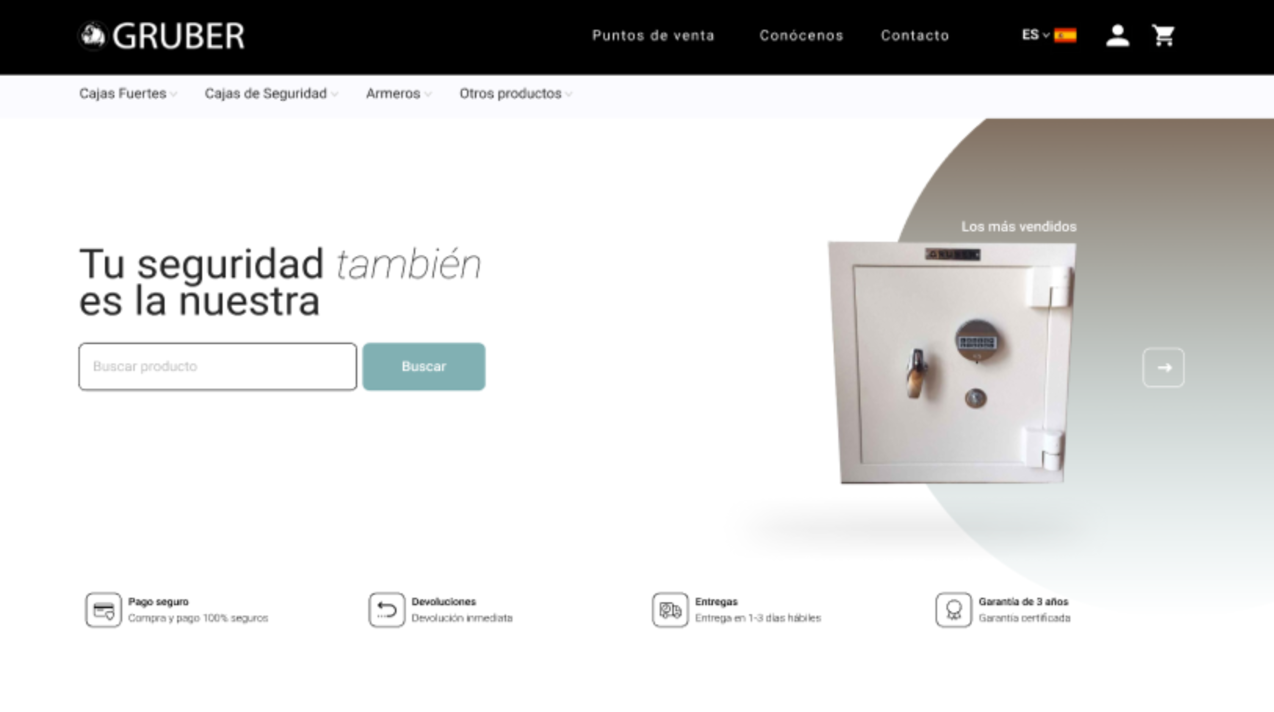 GRUBER
Puntos de venta
Conócenos
Contacto
ES
Cajas Fuertes
Cajas de Seguridad
Armeros
Otros productos
Los más vendidos
GRUBER
Tu seguridad también
es la nuestra
Buscar producto
Buscar
Pago seguro
Compra y pago 100% seguros
Devoluciones
Devolución inmediata
Entregas
Entrega en 1-3 días hábiles
Garantía de 3 años
Garantía certificada